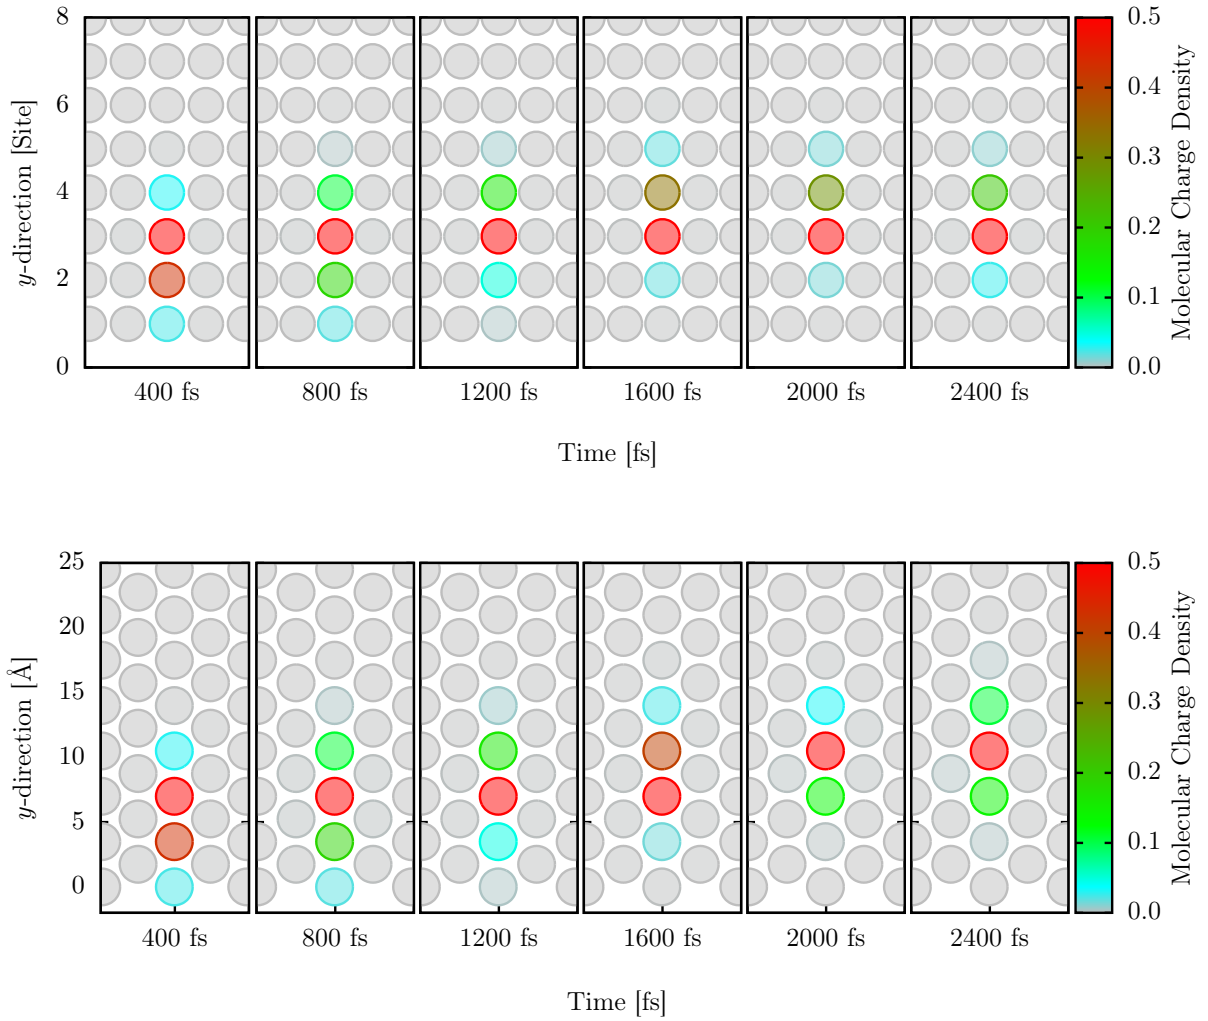 8
6
4
2
0
y-direction [Site]
400 fs
800 fs
1200 fs
1600 fs
2000 fs
2400 fs
Time [fs]
0.5
0.4
0.3
0.2
0.1
0.0
Molecular Charge Density
25
20
15
10
5
0
y-direction [Å]
400 fs
800 fs
1200 fs
1600 fs
2000 fs
2400 fs
Time [fs]
0.5
0.4
0.3
0.2
0.1
0.0
Molecular Charge Density